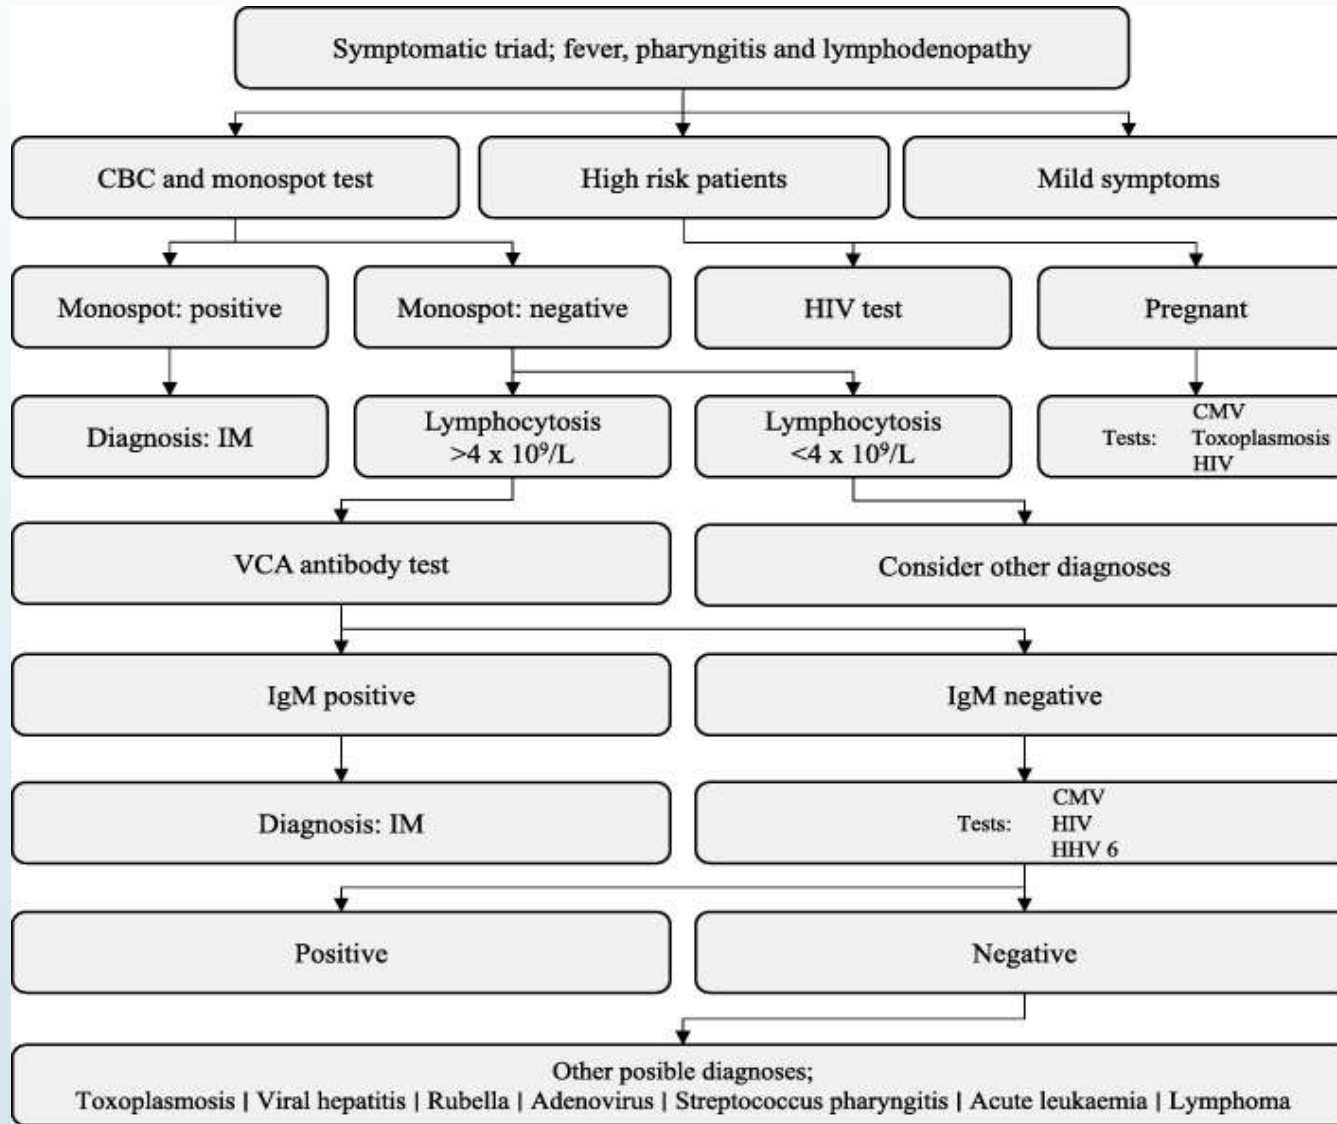 Symptomatic triad; fever, pharyngitis and lymphodenopathy
CBC and monospot test
High risk patients
Mild symptoms
Monospot: positive
Monospot: negative
HIV test
Pregnant
Diagnosis: IM
Lymphocytosis
>4 x 10⁹/L
Lymphocytosis
<4 x 10⁹/L
CMV
Tests: Toxoplasmosis
HIV
VCA antibody test
Consider other diagnoses
IgM positive
IgM negative
Diagnosis: IM
CMV
Tests: HIV
HHV 6
Positive
Negative
Other posible diagnoses;
Toxoplasmosis | Viral hepatitis | Rubella | Adenovirus | Streptococcus pharyngitis | Acute leukaemia | Lymphoma